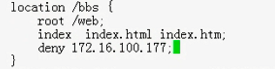 location /bbs {
root /web;
index index.html index.htm;
deny 172.16.100.177;
}